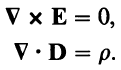 ∇ × E = 0,
∇ · D = ρ.